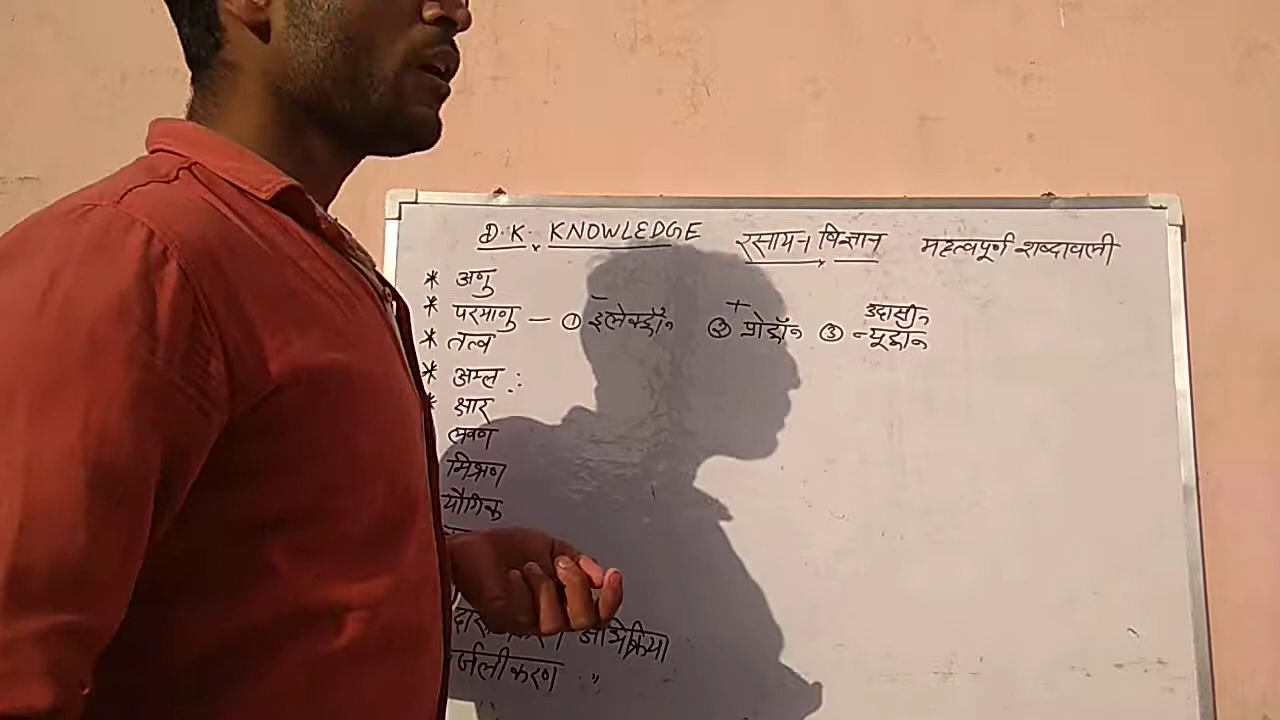 D.K. KNOWLEDGE रसायन विज्ञान महत्वपूर्ण शब्दावली
* अणु
* परमाणु — ① इलेक्ट्रॉन - ② प्रोट्रॉन + ③ न्यूट्रॉन उदासीन
* तत्व
* अम्ल :
* क्षार
लवण
मिश्रण
यौगिक
अभिक्रिया
र्जलीकरण "